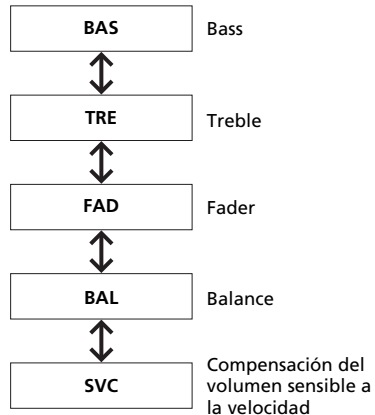 BAS Bass
TRE Treble
FAD Fader
BAL Balance
SVC Compensación del
volumen sensible a
la velocidad